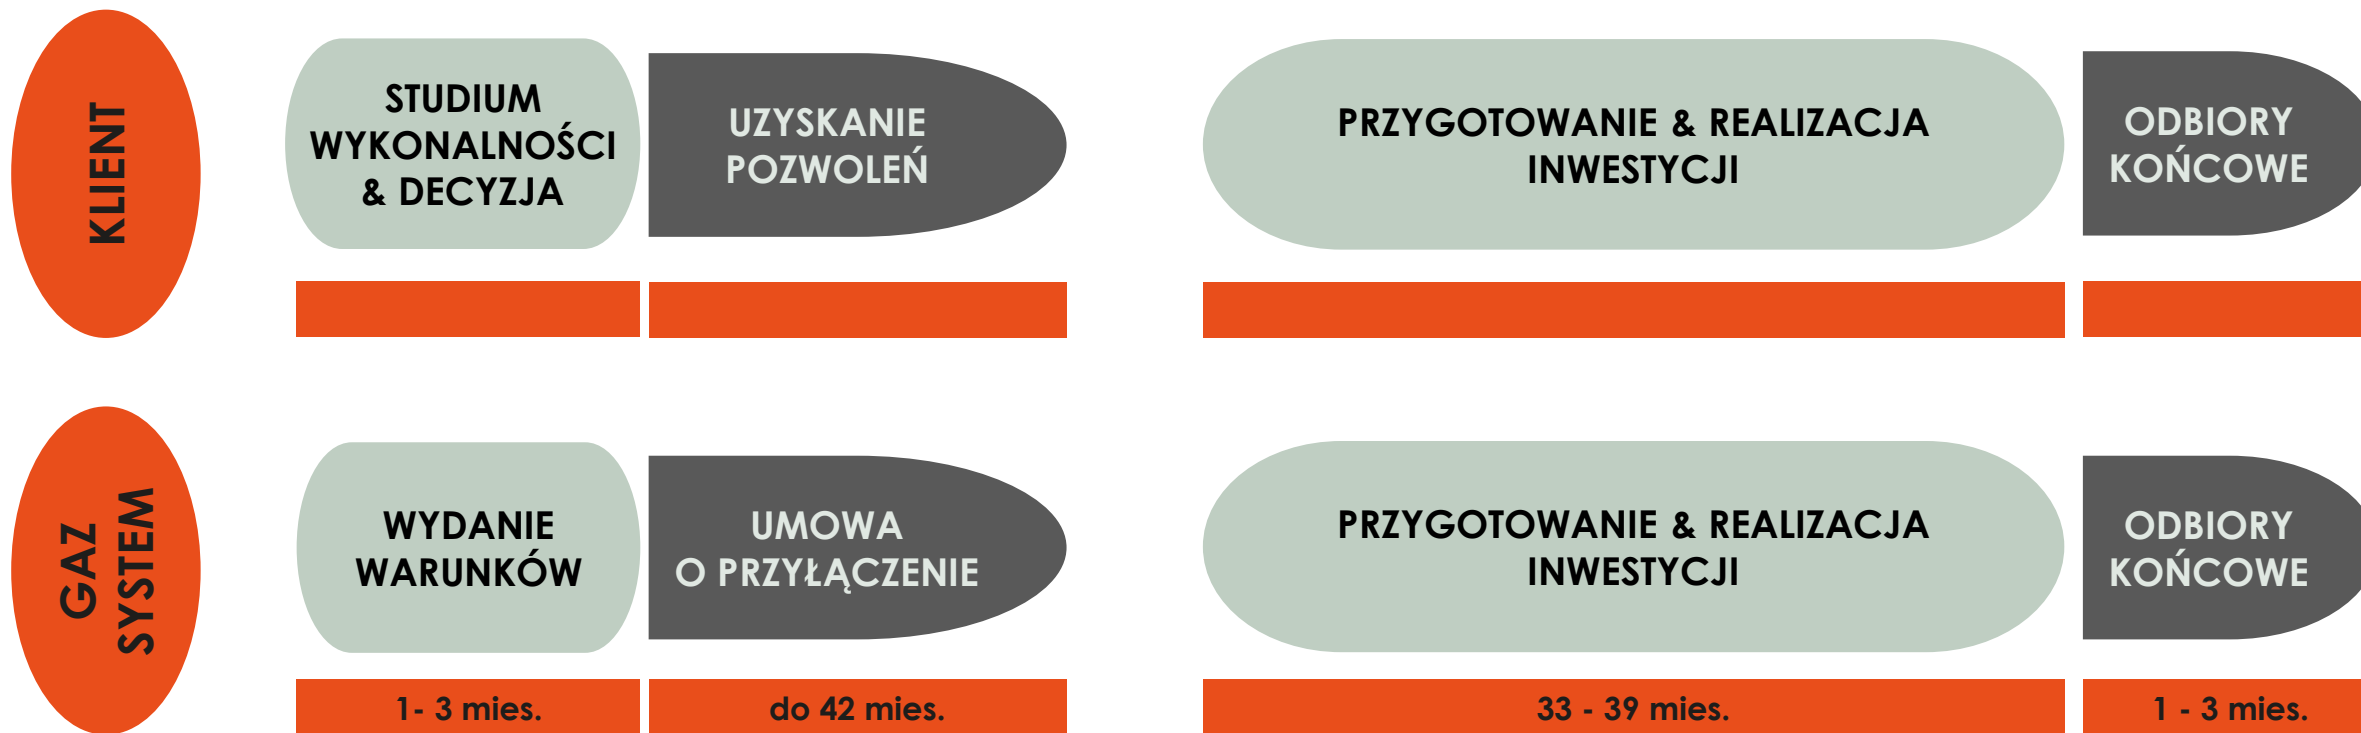 KLIENT
STUDIUM
WYKONALNOŚCI
& DECYZJA
UZYSKANIE
POZWOLEŃ
PRZYGOTOWANIE & REALIZACJA
INWESTYCJI
ODBIORY
KOŃCOWE
GAZ
SYSTEM
WYDANIE
WARUNKÓW
UMOWA
O PRZYŁĄCZENIE
PRZYGOTOWANIE & REALIZACJA
INWESTYCJI
ODBIORY
KOŃCOWE
1- 3 mies.
do 42 mies.
33 - 39 mies.
1 - 3 mies.